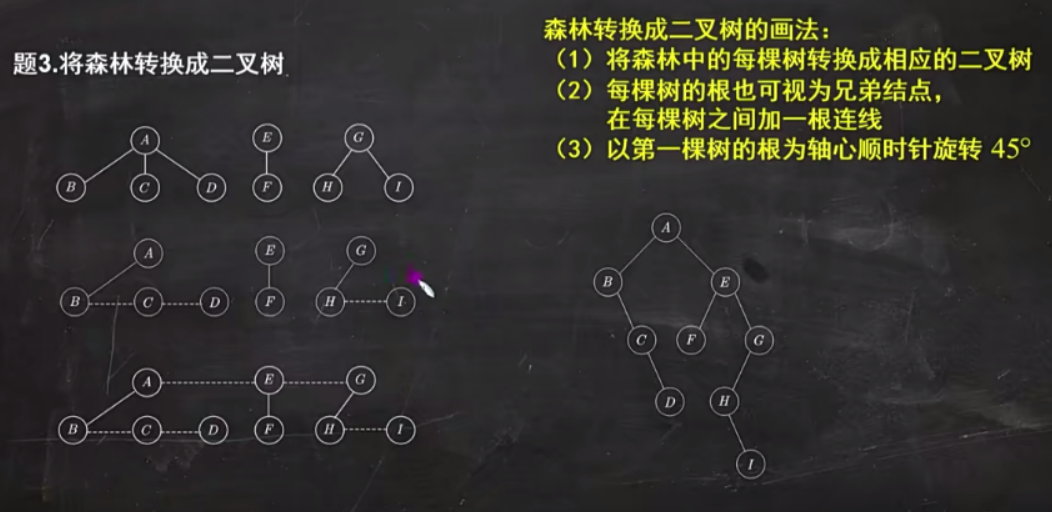 题3.将森林转换成二叉树
森林转换成二叉树的画法：
（1）将森林中的每棵树转换成相应的二叉树
（2）每棵树的根也可视为兄弟结点，
在每棵树之间加一根连线
（3）以第一棵树的根为轴心顺时针旋转 45°
A E G
B C D F H I
A E G
B C D F H I
A E G
B C D F H I
A
B E
C F G
D H
I